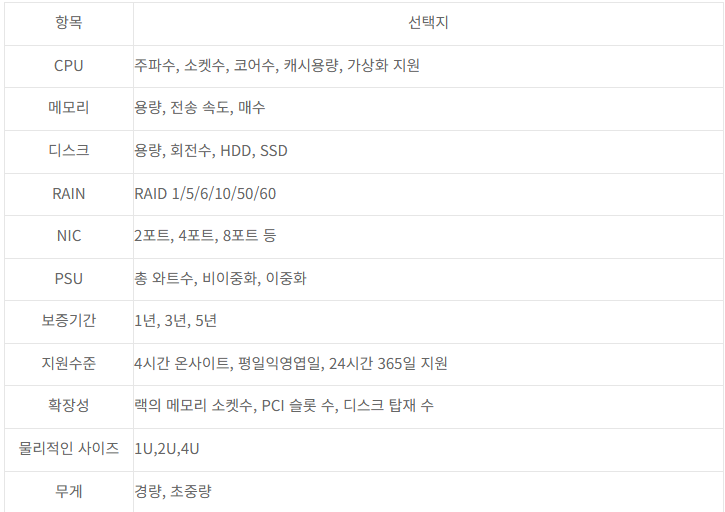 항목 선택지
CPU 주파수, 소켓수, 코어수, 캐시용량, 가상화 지원
메모리 용량, 전송 속도, 매수
디스크 용량, 회전수, HDD, SSD
RAIN RAID 1/5/6/10/50/60
NIC 2포트, 4포트, 8포트 등
PSU 총 와트수, 비이중화, 이중화
보증기간 1년, 3년, 5년
지원수준 4시간 온사이트, 평일익영엽일, 24시간 365일 지원
확장성 랙의 메모리 소켓수, PCI 슬롯 수, 디스크 탑재 수
물리적인 사이즈 1U,2U,4U
무게 경량, 초중량